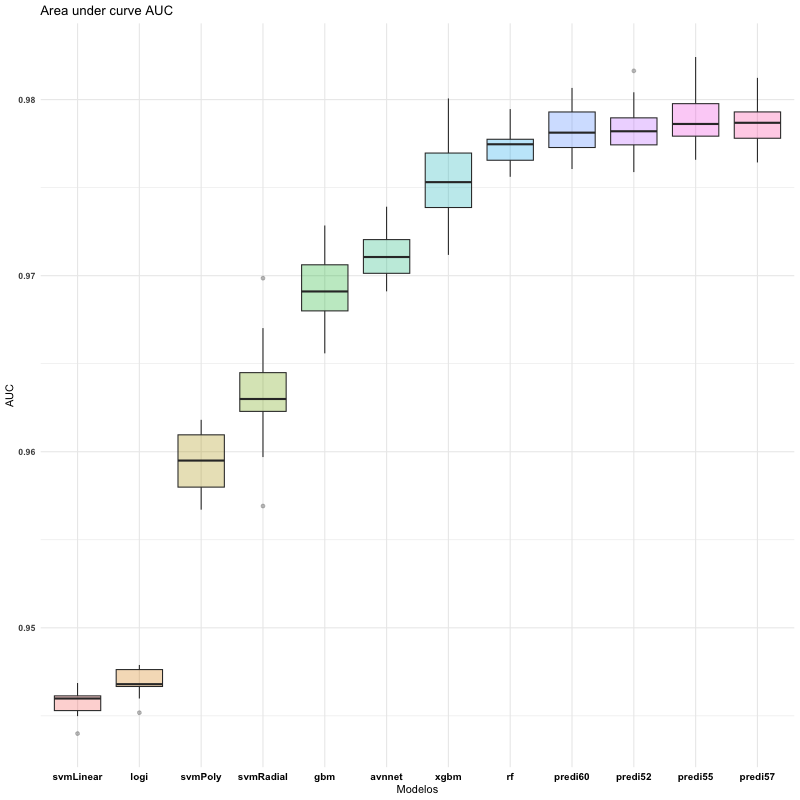 Area under curve AUC
AUC
0.98
0.97
0.96
0.95
svmLinear logi svmPoly svmRadial gbm avnnet xgbm rf predi60 predi52 predi55 predi57
Modelos